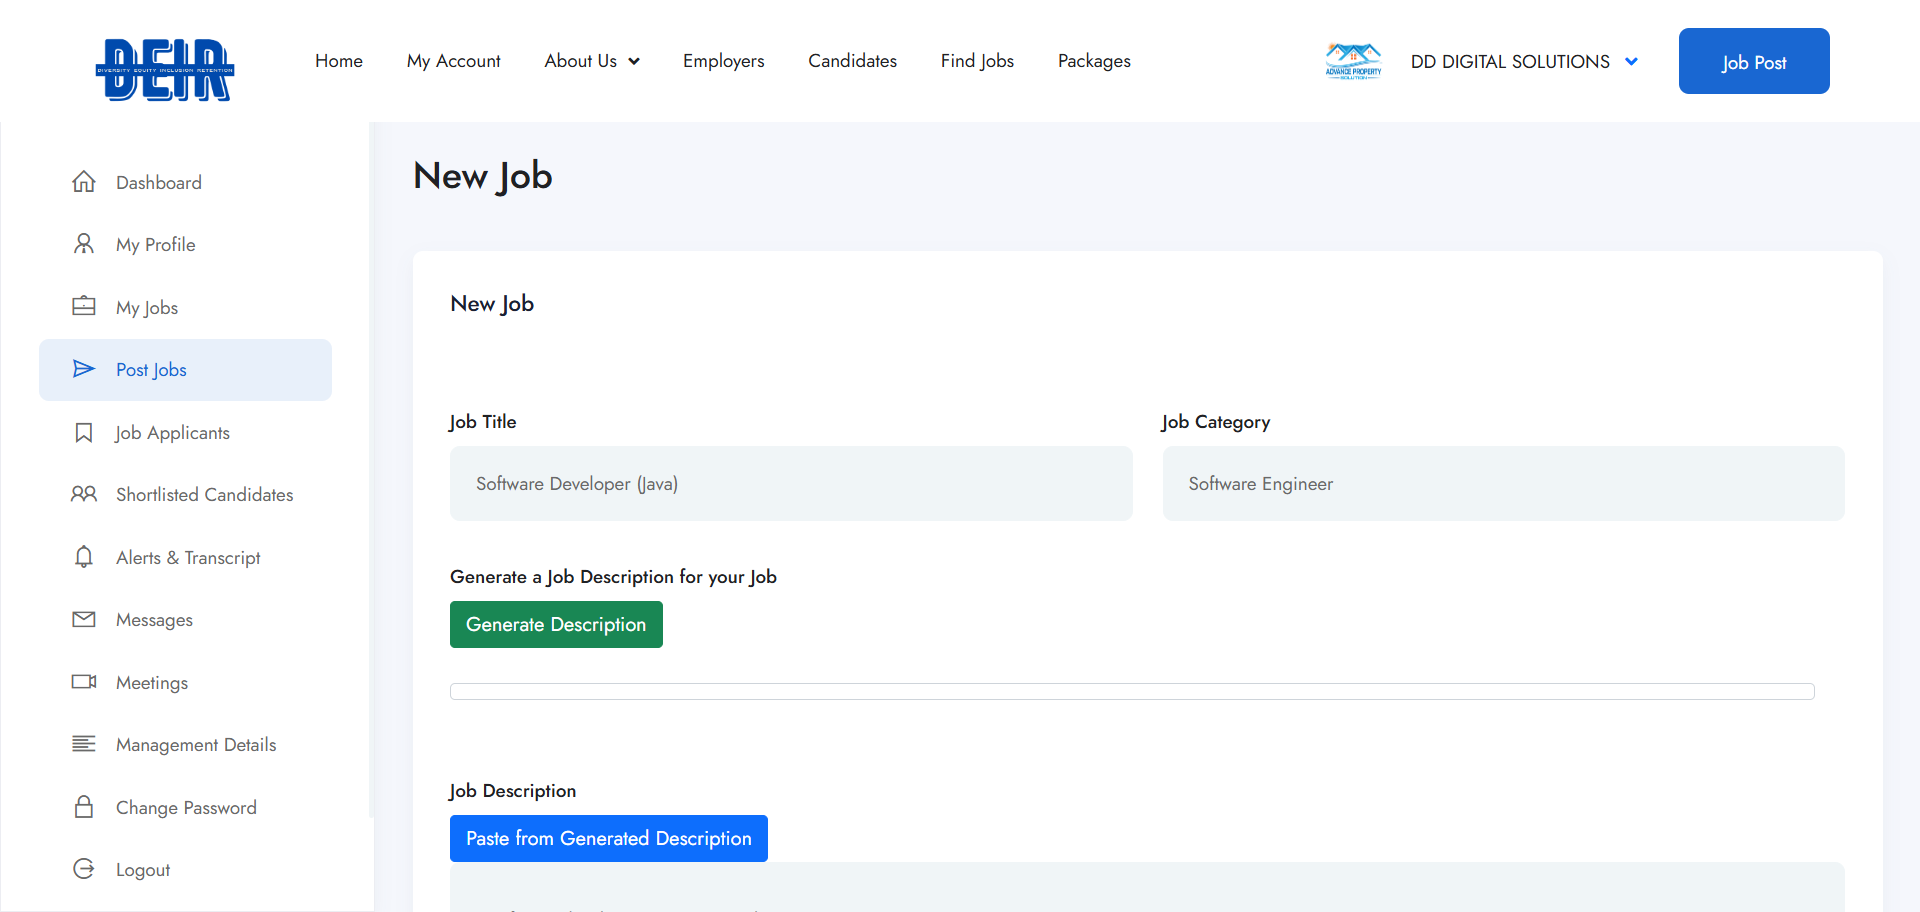 DEIR
DIVERSITY EQUITY INCLUSION RETENTION
Home
My Account
About Us
Employers
Candidates
Find Jobs
Packages
ADVANCE PROPERTY
SOLUTION
DD DIGITAL SOLUTIONS
Job Post
Dashboard
My Profile
My Jobs
Post Jobs
Job Applicants
Shortlisted Candidates
Alerts & Transcript
Messages
Meetings
Management Details
Change Password
Logout
New Job
New Job
Job Title
Job Category
Software Developer (Java)
Software Engineer
Generate a Job Description for your Job
Generate Description
Job Description
Paste from Generated Description